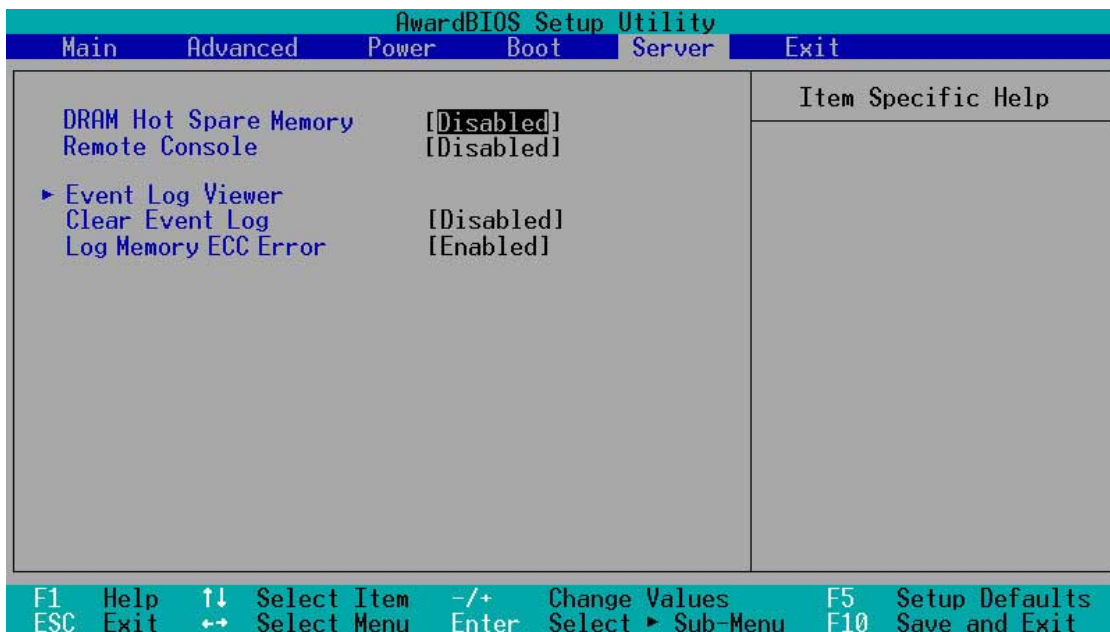 AwardBIOS Setup Utility
Main Advanced Power Boot Server Exit
Item Specific Help
DRAM Hot Spare Memory [Disabled]
Remote Console [Disabled]
► Event Log Viewer
Clear Event Log [Disabled]
Log Memory ECC Error [Enabled]
F1 Help ↑↓ Select Item -/+ Change Values F5 Setup Defaults
ESC Exit ←→ Select Menu Enter Select ► Sub-Menu F10 Save and Exit